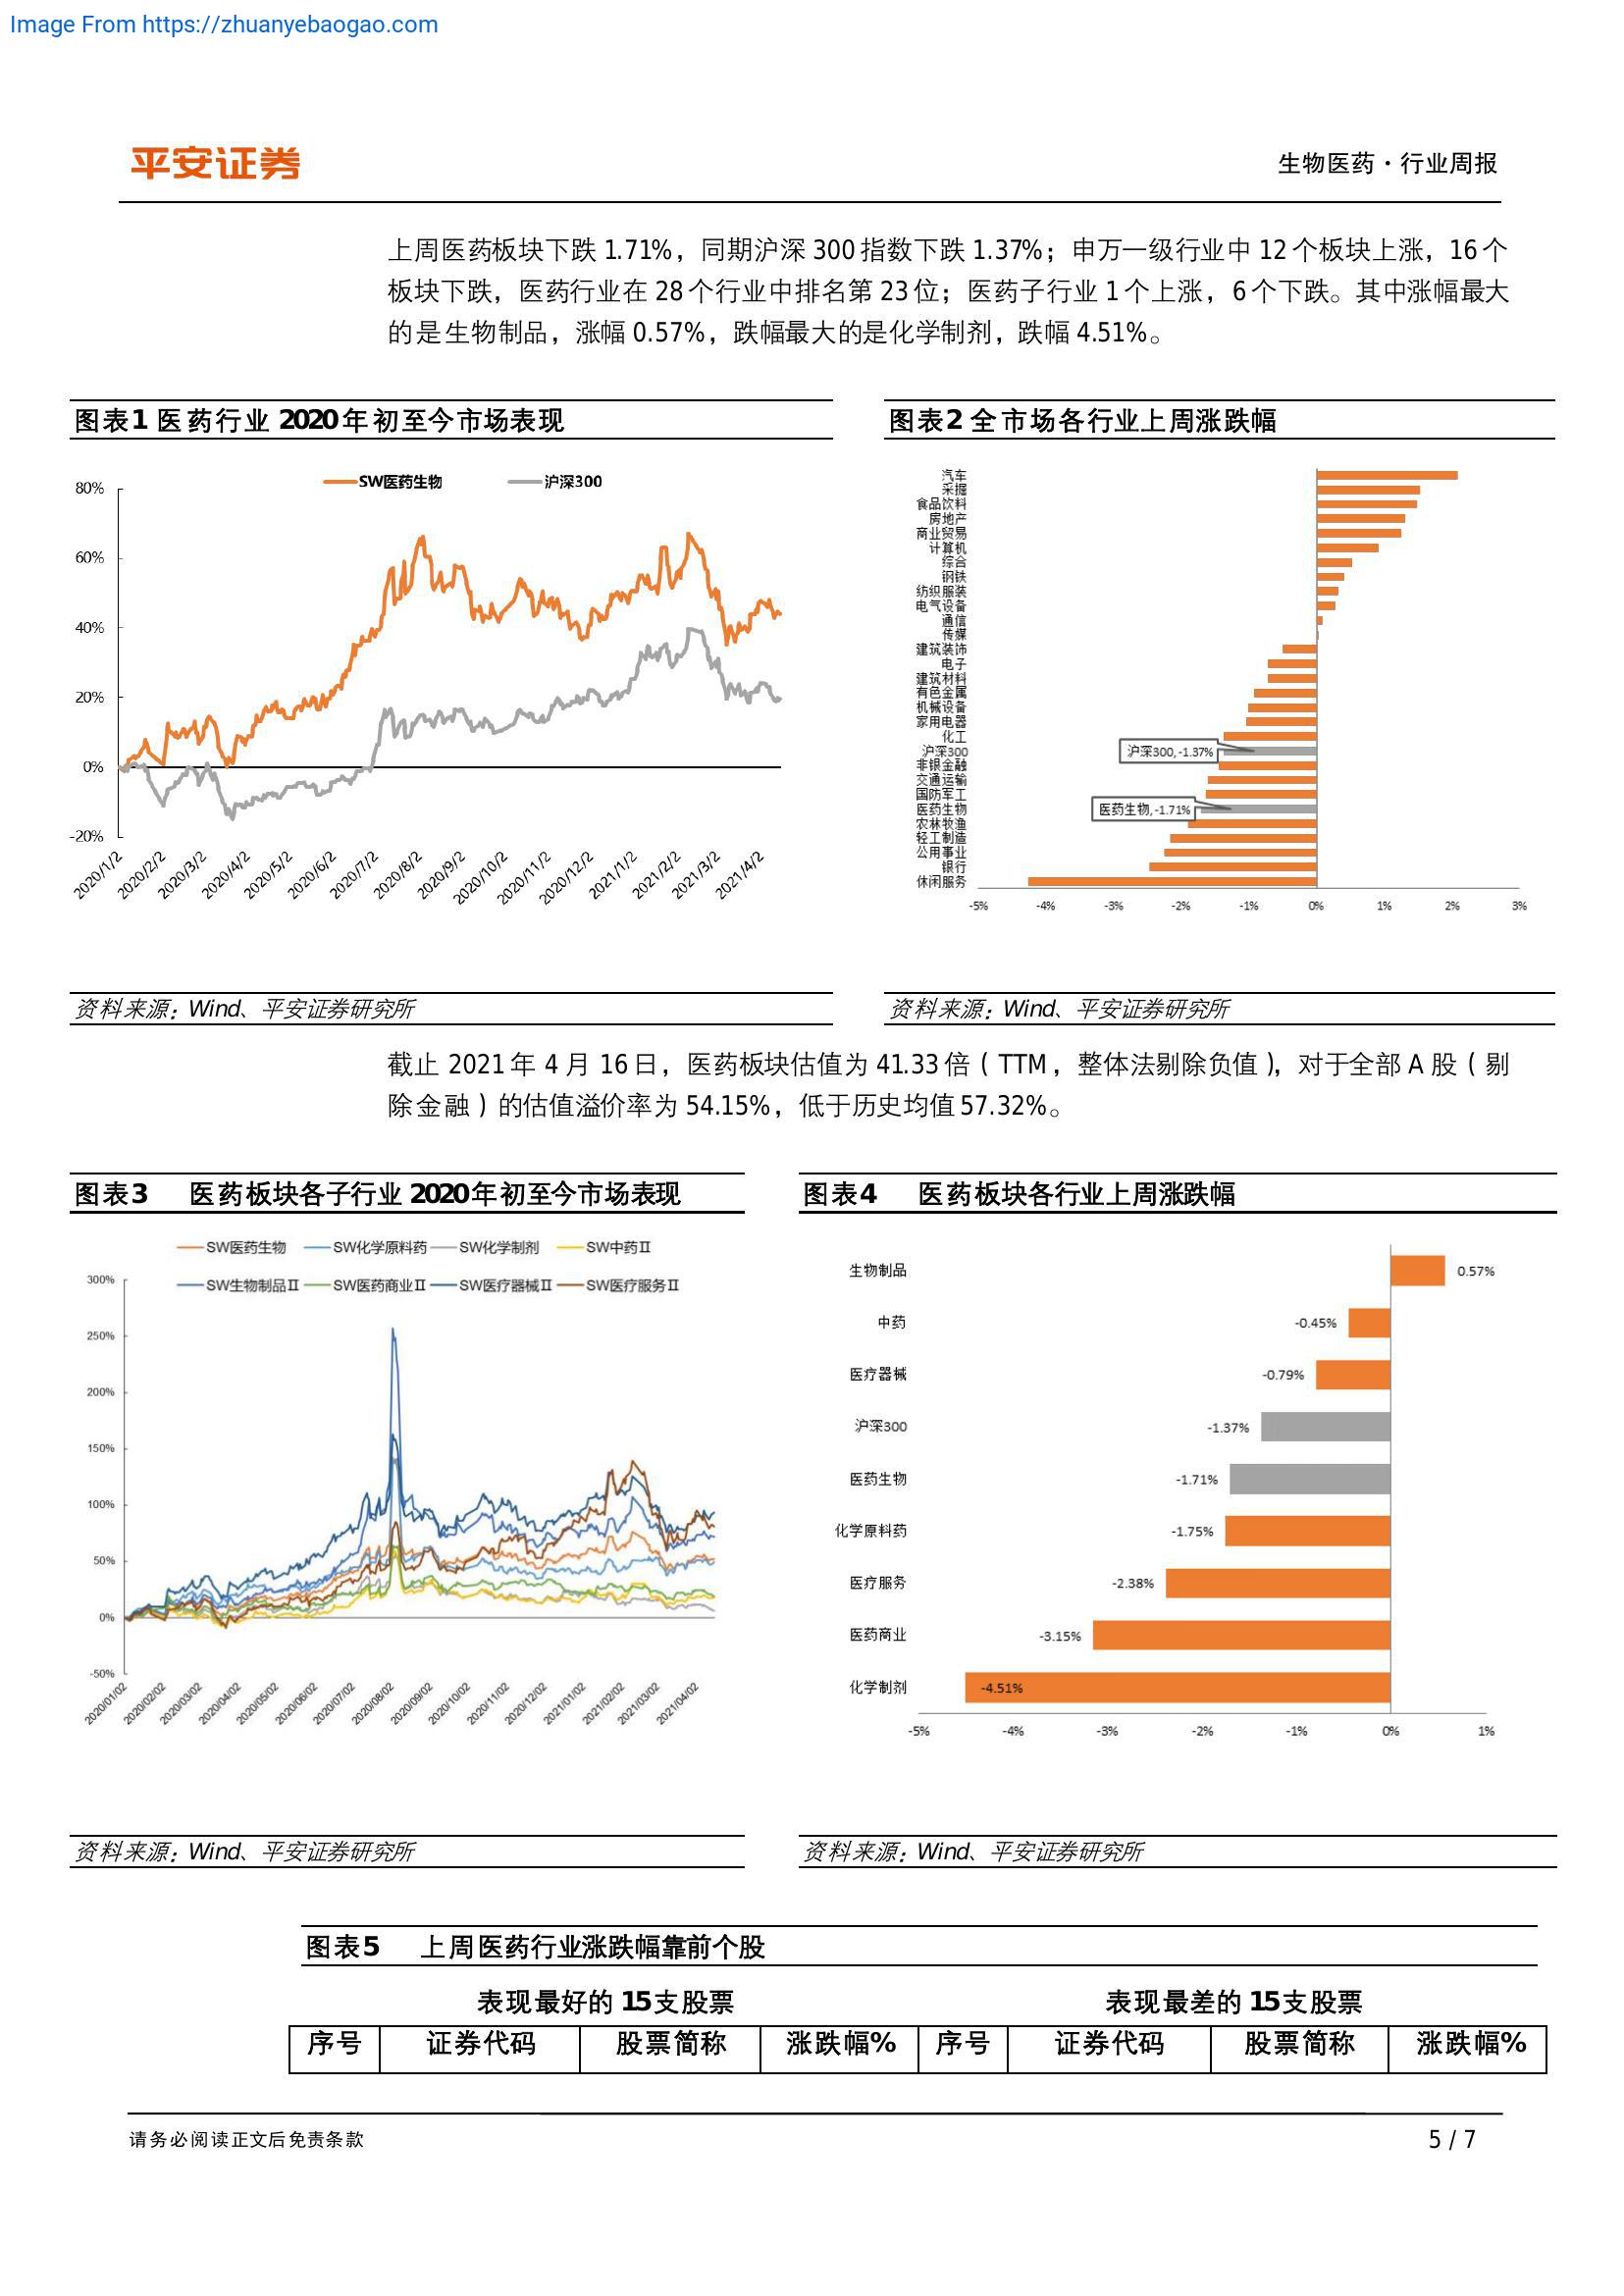 Image From https://zhuanyebaogao.com
平安证券
生物医药·行业周报
上周医药板块下跌 1.71%，同期沪深 300 指数下跌 1.37%；申万一级行业中 12 个板块上涨，16 个
板块下跌，医药行业在 28 个行业中排名第 23 位；医药子行业 1 个上涨，6 个下跌。其中涨幅最大
的是生物制品，涨幅 0.57%，跌幅最大的是化学制剂，跌幅 4.51%。
图表1 医药行业 2020年初至今市场表现
SW医药生物 沪深300
80%
60%
40%
20%
0%
-20%
2020/1/2 2020/2/2 2020/3/2 2020/4/2 2020/5/2 2020/6/2 2020/7/2 2020/8/2 2020/9/2 2020/10/2 2020/11/2 2020/12/2 2021/1/2 2021/2/2 2021/3/2 2021/4/2
资料来源：Wind、平安证券研究所
图表2 全市场各行业上周涨跌幅
汽车
采掘
食品饮料
房地产
商业贸易
计算机
综合
钢铁
纺织服装
电气设备
通信
传媒
建筑装饰
电子
建筑材料
有色金属
机械设备
家用电器
化工
沪深300
沪深300, -1.37%
非银金融
交通运输
国防军工
医药生物
医药生物, -1.71%
农林牧渔
轻工制造
公用事业
银行
休闲服务
-5% -4% -3% -2% -1% 0% 1% 2% 3%
资料来源：Wind、平安证券研究所
截止 2021 年 4 月 16 日，医药板块估值为 41.33 倍（TTM，整体法剔除负值），对于全部 A 股（剔
除金融）的估值溢价率为 54.15%，低于历史均值 57.32%。
图表3 医药板块各子行业 2020年初至今市场表现
SW医药生物 SW化学原料药 SW化学制剂 SW中药Ⅱ
SW生物制品Ⅱ SW医药商业Ⅱ SW医疗器械Ⅱ SW医疗服务Ⅱ
300%
250%
200%
150%
100%
50%
0%
-50%
2020/01/02 2020/02/02 2020/03/02 2020/04/02 2020/05/02 2020/06/02 2020/07/02 2020/08/02 2020/09/02 2020/10/02 2020/11/02 2020/12/02 2021/01/02 2021/02/02 2021/03/02 2021/04/02
资料来源：Wind、平安证券研究所
图表4 医药板块各行业上周涨跌幅
生物制品 0.57%
中药 -0.45%
医疗器械 -0.79%
沪深300 -1.37%
医药生物 -1.71%
化学原料药 -1.75%
医疗服务 -2.38%
医药商业 -3.15%
化学制剂 -4.51%
-5% -4% -3% -2% -1% 0% 1%
资料来源：Wind、平安证券研究所
图表5 上周医药行业涨跌幅靠前个股
表现最好的 15支股票 表现最差的 15支股票
序号 证券代码 股票简称 涨跌幅% 序号 证券代码 股票简称 涨跌幅%
请务必阅读正文后免责条款
5 / 7